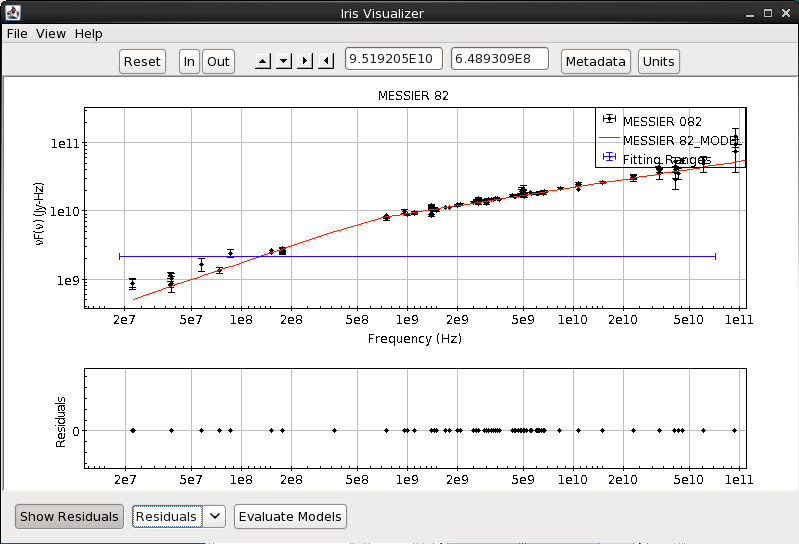 Iris Visualizer
File View Help
Reset In Out 9.519205E10 6.489309E8 Metadata Units
MESSIER 82
MESSIER 082
MESSIER 82_MODEL
Fitting Ranges
1e11
1e10
1e9
νF(ν) (Jy-Hz)
2e7 5e7 1e8 2e8 5e8 1e9 2e9 5e9 1e10 2e10 5e10 1e11
Frequency (Hz)
Residuals
0
2e7 5e7 1e8 2e8 5e8 1e9 2e9 5e9 1e10 2e10 5e10 1e11
Show Residuals Residuals Evaluate Models